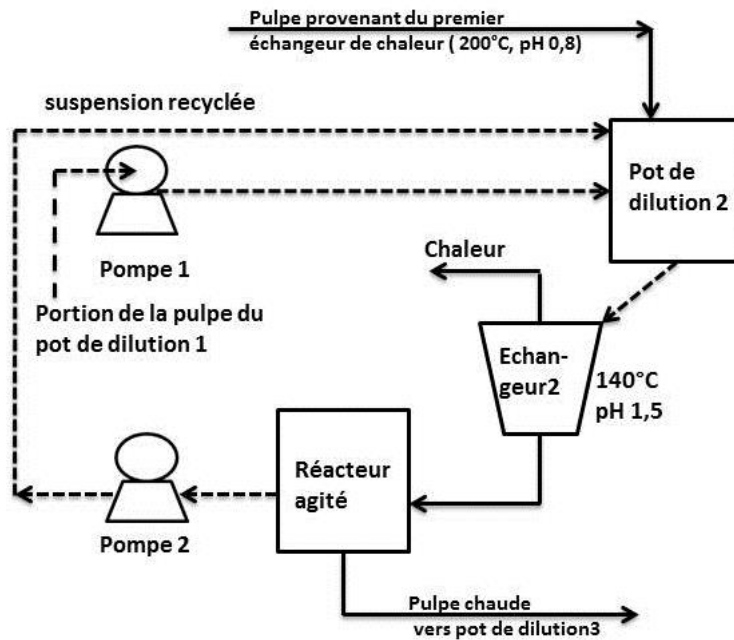 Pulpe provenant du premier
échangeur de chaleur ( 200°C, pH 0,8)
suspension recyclée
Pot de
dilution 2
Pompe 1
Chaleur
Portion de la pulpe du
pot de dilution 1
Echan-
geur2
140°C
pH 1,5
Réacteur
agité
Pompe 2
Pulpe chaude
vers pot de dilution3